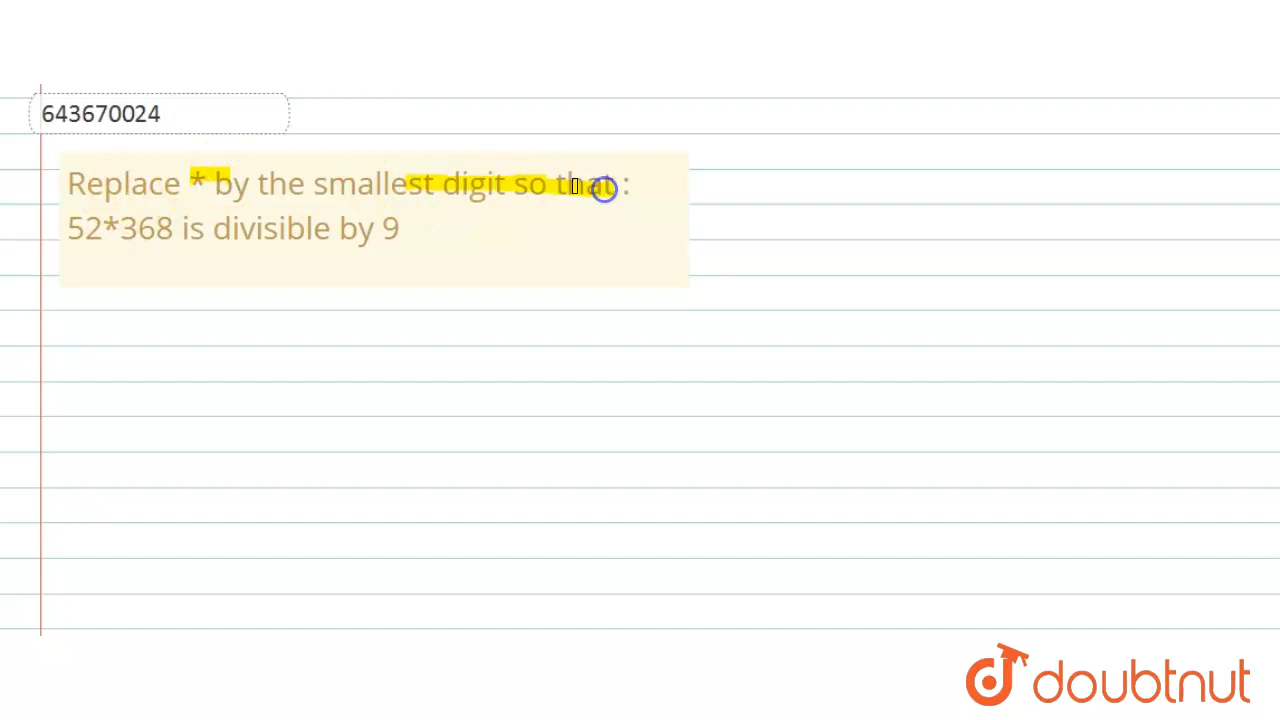 643670024
Replace * by the smallest digit so that :
52*368 is divisible by 9
doubtnut